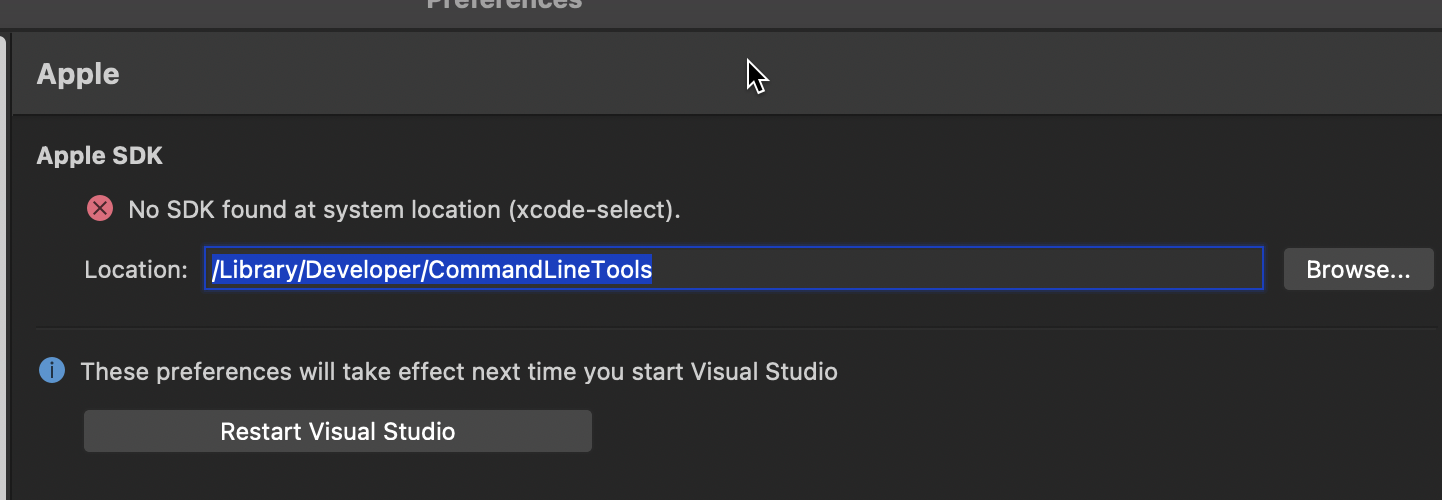 Preferences
Apple
Apple SDK
No SDK found at system location (xcode-select).
Location: /Library/Developer/CommandLineTools Browse...
These preferences will take effect next time you start Visual Studio
Restart Visual Studio